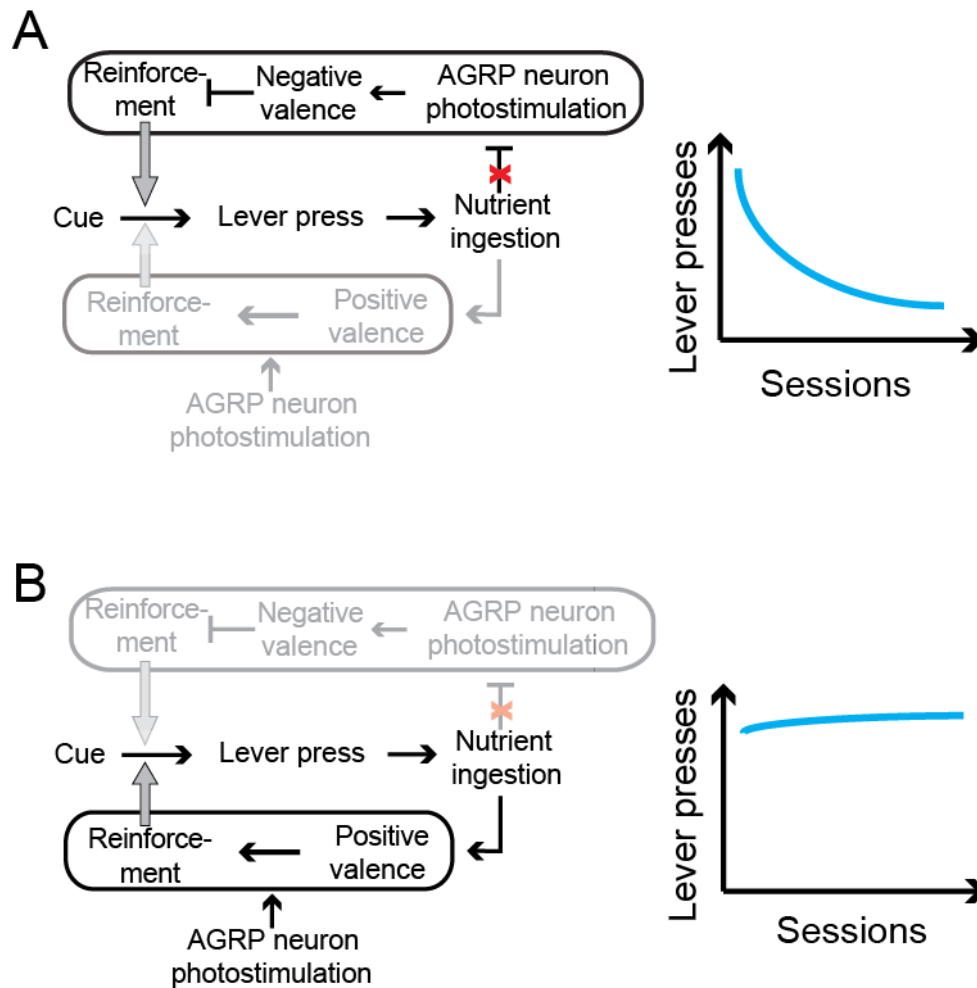 A
Reinforce-
ment
Negative
valence
AGRP neuron
photostimulation
Cue
Lever press
Nutrient
ingestion
Reinforce-
ment
Positive
valence
AGRP neuron
photostimulation
Lever presses
Sessions
B
Reinforce-
ment
Negative
valence
AGRP neuron
photostimulation
Cue
Lever press
Nutrient
ingestion
Reinforce-
ment
Positive
valence
AGRP neuron
photostimulation
Lever presses
Sessions